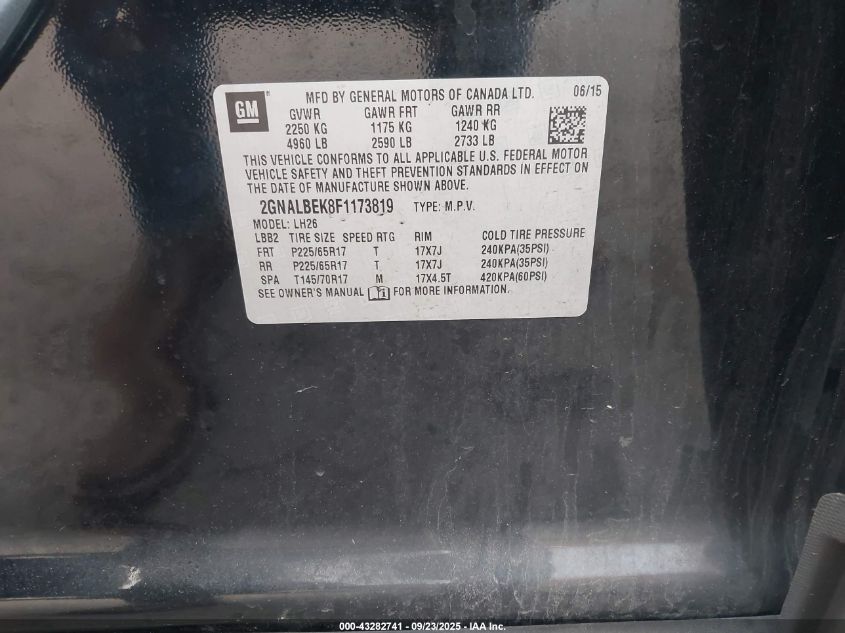 GM ® MFD BY GENERAL MOTORS OF CANADA LTD. 06/15
GVWR GAWR FRT GAWR RR
2250 KG 1175 KG 1240 KG
4960 LB 2590 LB 2733 LB
THIS VEHICLE CONFORMS TO ALL APPLICABLE U.S. FEDERAL MOTOR
VEHICLE SAFETY AND THEFT PREVENTION STANDARDS IN EFFECT ON
THE DATE OF MANUFACTURE SHOWN ABOVE.
2GNALBEK8F1173819 TYPE: M.P.V.
MODEL: LH26
LBB2 TIRE SIZE SPEED RTG RIM COLD TIRE PRESSURE
FRT P225/65R17 T 17X7J 240KPA(35PSI)
RR P225/65R17 T 17X7J 240KPA(35PSI)
SPA T145/70R17 M 17X4.5T 420KPA(60PSI)
SEE OWNER'S MANUAL FOR MORE INFORMATION.
000-43282741 - 09/23/2025 - IAA Inc.